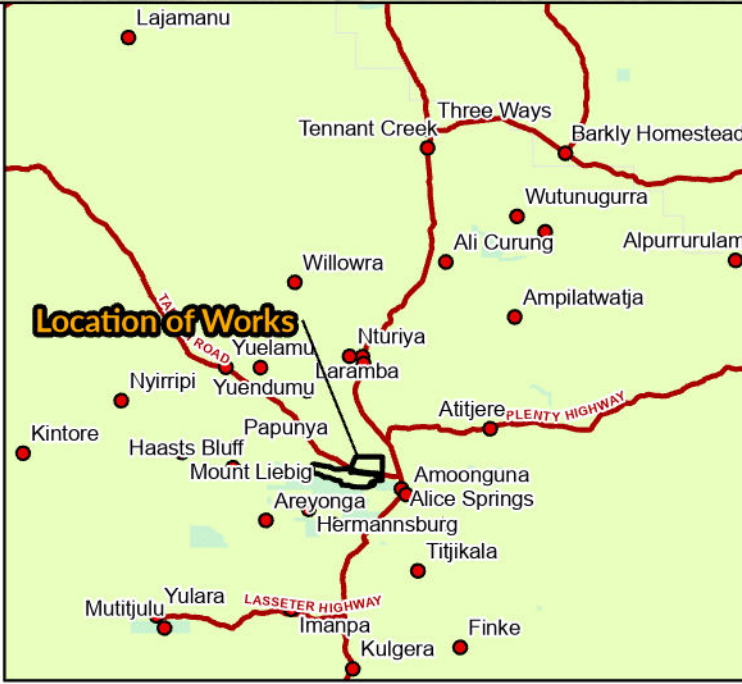 Lajamanu
Three Ways
Tennant Creek
Barkly Homestead
Wutunugurra
Ali Curung
Alpurrurulam
Willowra
Ampilatwatja
Location of Works
Nturiya
ROAD
Yuelamu
Laramba
Nyirripi
Yuendumu
Atitjere
PLENTY HIGHWAY
Papunya
Kintore
Haasts Bluff
Mount Liebig
Amoonguna
Alice Springs
Areyonga
Hermannsburg
Titjikala
Yulara
LASSETER HIGHWAY
Mutitjulu
Imanpa
Finke
Kulgera